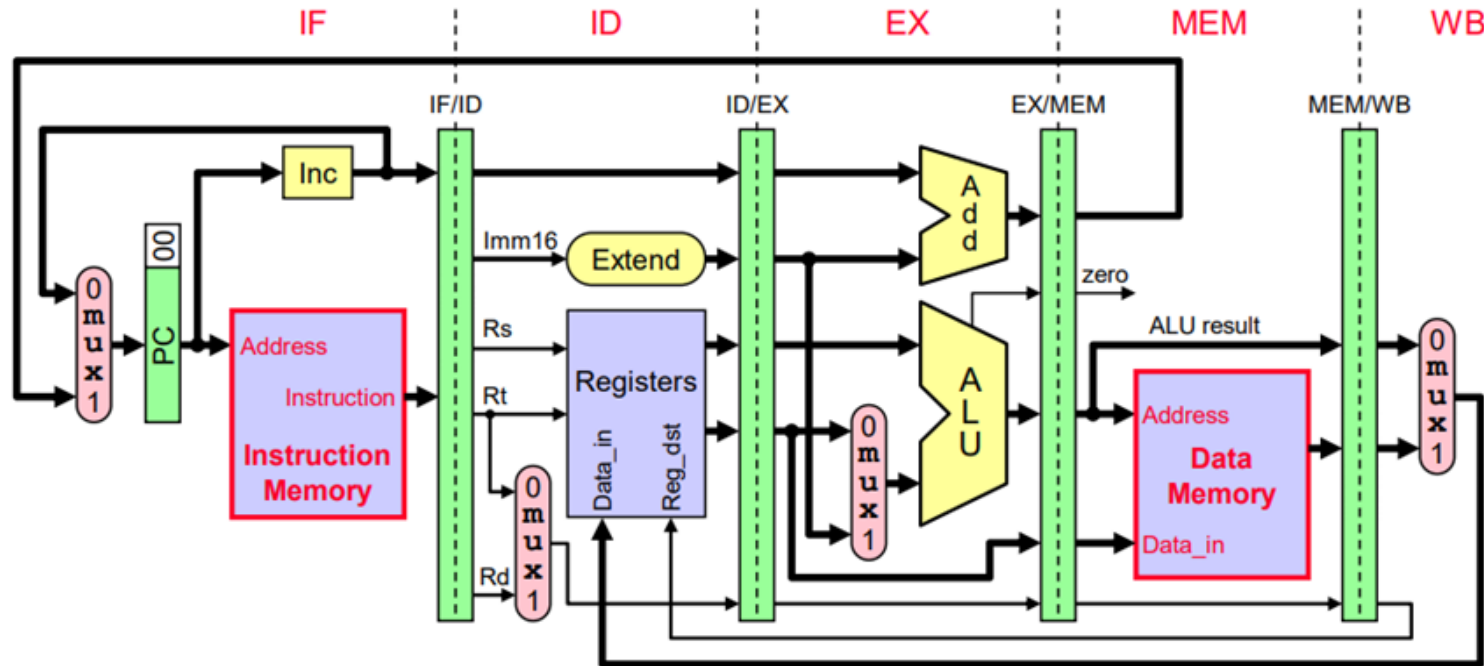 IF ID EX MEM WB
IF/ID ID/EX EX/MEM MEM/WB
Inc
Add
00
PC
Imm16
Extend
zero
0
mux
1
Address
Instruction
Instruction
Memory
Rs
Rt
Rd
Registers
Data_in
Reg_dst
0
mux
1
ALU
0
mux
1
ALU result
Address
Data
Memory
Data_in
0
mux
1